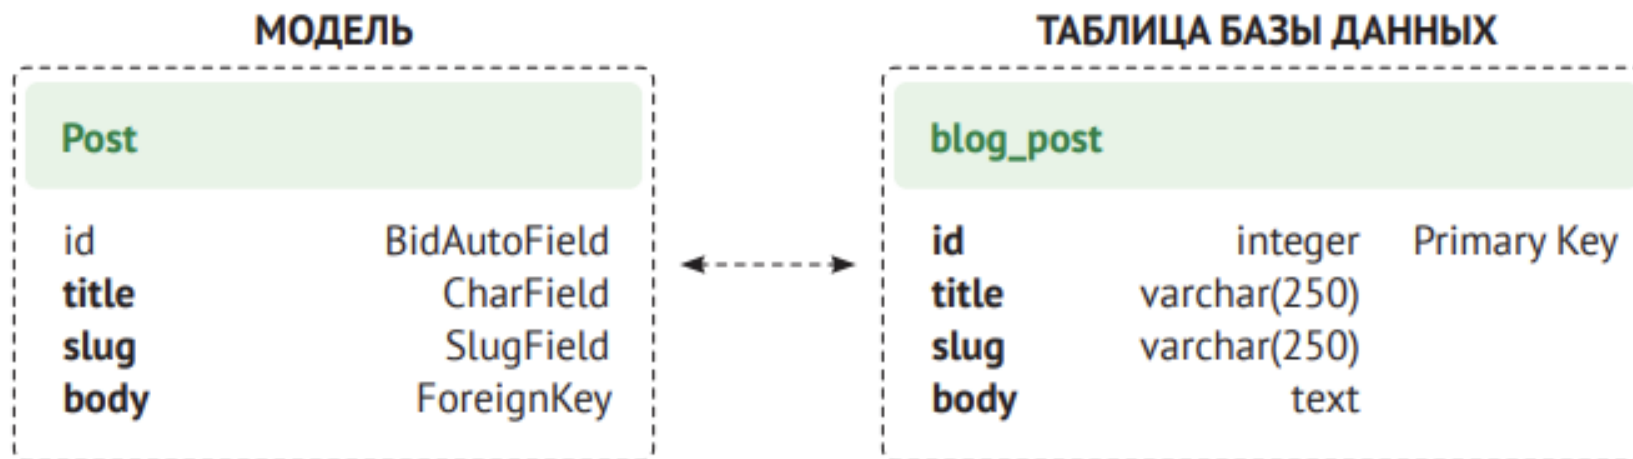 МОДЕЛЬ
Post
id BidAutoField
title CharField
slug SlugField
body ForeignKey
ТАБЛИЦА БАЗЫ ДАННЫХ
blog_post
id integer Primary Key
title varchar(250)
slug varchar(250)
body text